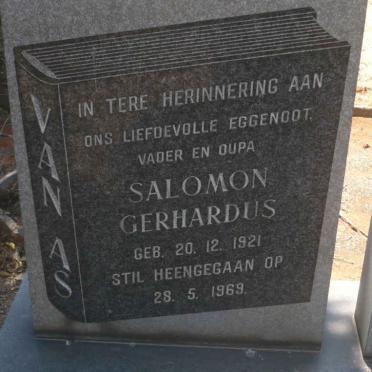 VAN AS
IN TERE HERINNERING AAN
ONS LIEFDEVOLLE EGGENOOT,
VADER EN OUPA
SALOMON
GERHARDUS
GEB. 20. 12. 1921
STIL HEENGEGAAN OP
28. 5. 1969.